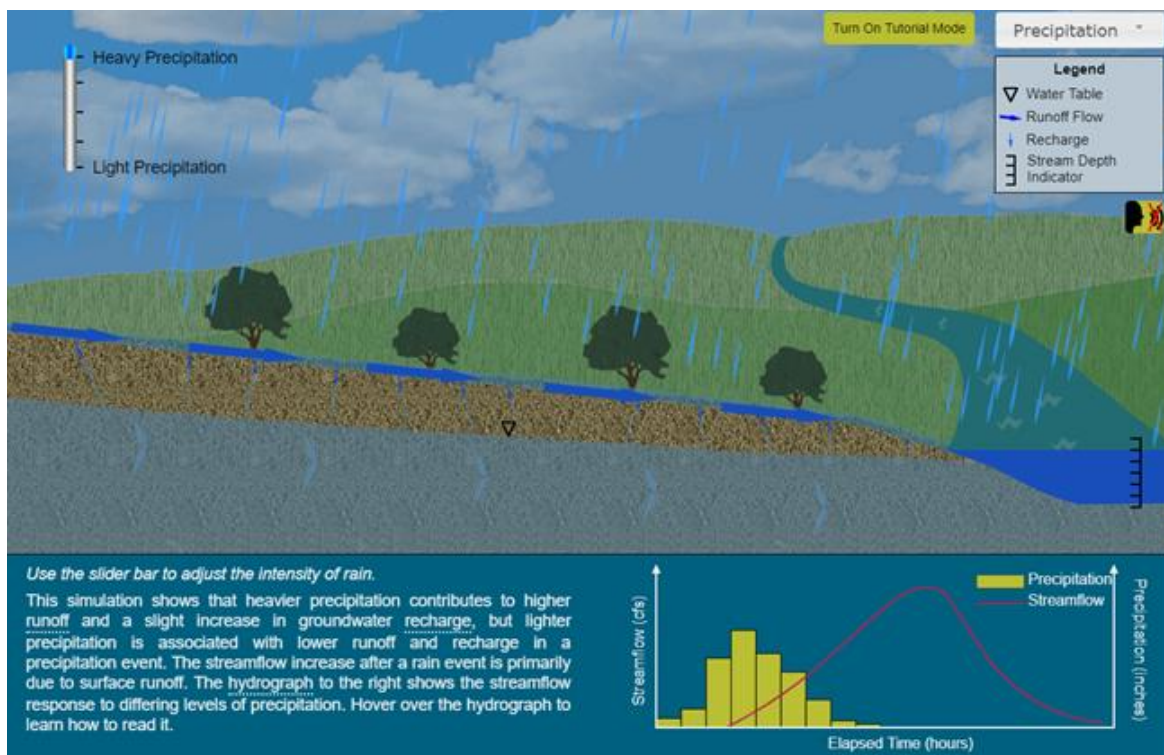 Turn On Tutorial Mode
Precipitation
Heavy Precipitation
Light Precipitation
Legend
Water Table
Runoff Flow
Recharge
Stream Depth
Indicator
Use the slider bar to adjust the intensity of rain.
This simulation shows that heavier precipitation contributes to higher
runoff and a slight increase in groundwater recharge, but lighter
precipitation is associated with lower runoff and recharge in a
precipitation event. The streamflow increase after a rain event is primarily
due to surface runoff. The hydrograph to the right shows the streamflow
response to differing levels of precipitation. Hover over the hydrograph to
learn how to read it.
Streamflow (cfs)
Precipitation
Streamflow
Precipitation (inches)
Elapsed Time (hours)